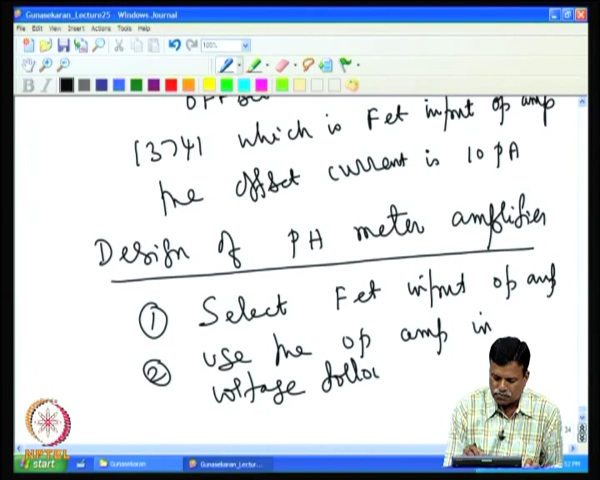 Gunasekaran_Lecture25 - Windows Journal
File Edit View Insert Actions Tools Help
100%
offset
13741 which is Fet input op amp
the offset current is 10 PA
Design of PH meter amplifier
① Select Fet input op amp
② use the op amp in
voltage follo
NPTEL
start
Gunasekaran
Gunasekaran_Lectur...